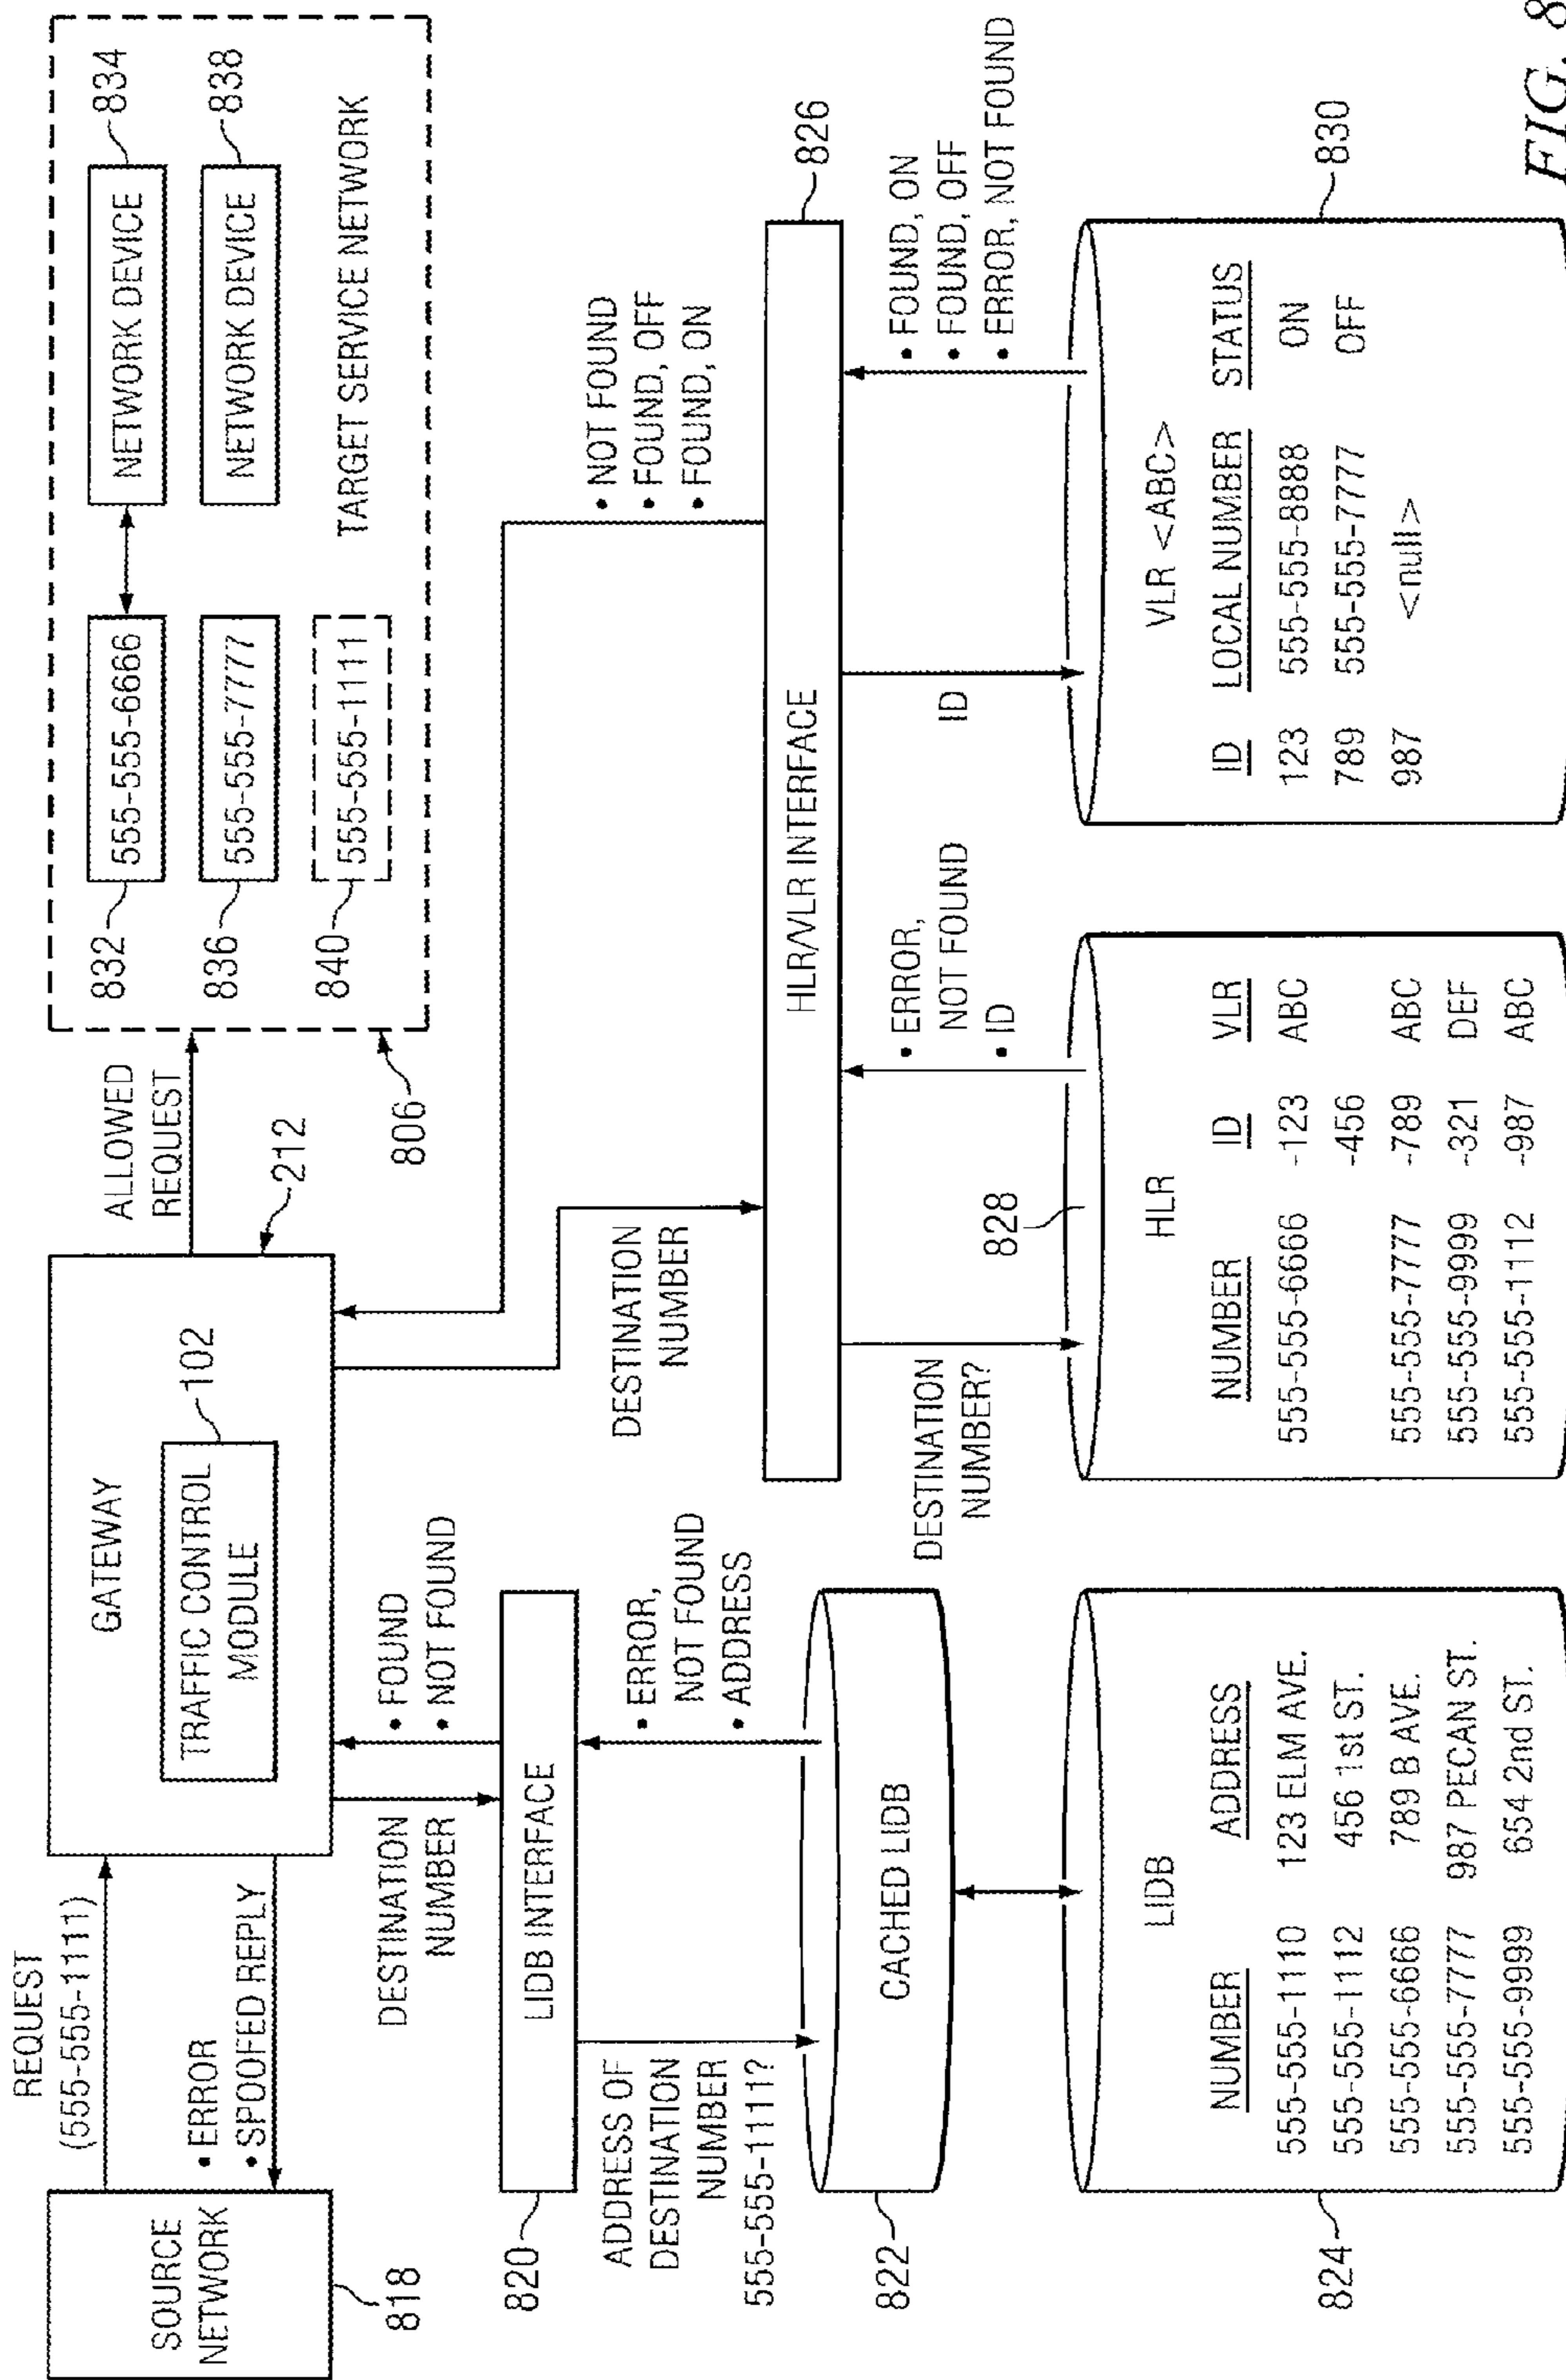 REQUEST
(555-555-1111)
SOURCE
NETWORK
818
• ERROR
• SPOOFED REPLY
GATEWAY
TRAFFIC CONTROL
MODULE
102
212
ALLOWED
REQUEST
806
832
555-555-6666
NETWORK DEVICE
834
836
555-555-7777
NETWORK DEVICE
838
840
555-555-1111
TARGET SERVICE NETWORK
DESTINATION
NUMBER
• FOUND
• NOT FOUND
820
LIDB INTERFACE
ADDRESS OF
DESTINATION
NUMBER
555-555-1111?
• ERROR,
NOT FOUND
• ADDRESS
822
CACHED LIDB
824
LIDB
NUMBER ADDRESS
555-555-1110 123 ELM AVE.
555-555-1112 456 1st ST.
555-555-6666 789 B AVE.
555-555-7777 987 PECAN ST.
555-555-9999 654 2nd ST.
DESTINATION
NUMBER
• NOT FOUND
• FOUND, OFF
• FOUND, ON
HLR/VLR INTERFACE
826
DESTINATION
NUMBER?
• ERROR,
NOT FOUND
• ID
828
HLR
NUMBER ID VLR
555-555-6666 -123 ABC
-456
555-555-7777 -789 ABC
555-555-9999 -321 DEF
555-555-1112 -987 ABC
ID
• FOUND, ON
• FOUND, OFF
• ERROR, NOT FOUND
830
VLR <ABC>
ID LOCAL NUMBER STATUS
123 555-555-8888 ON
789 555-555-7777 OFF
987 <null>
FIG. 8